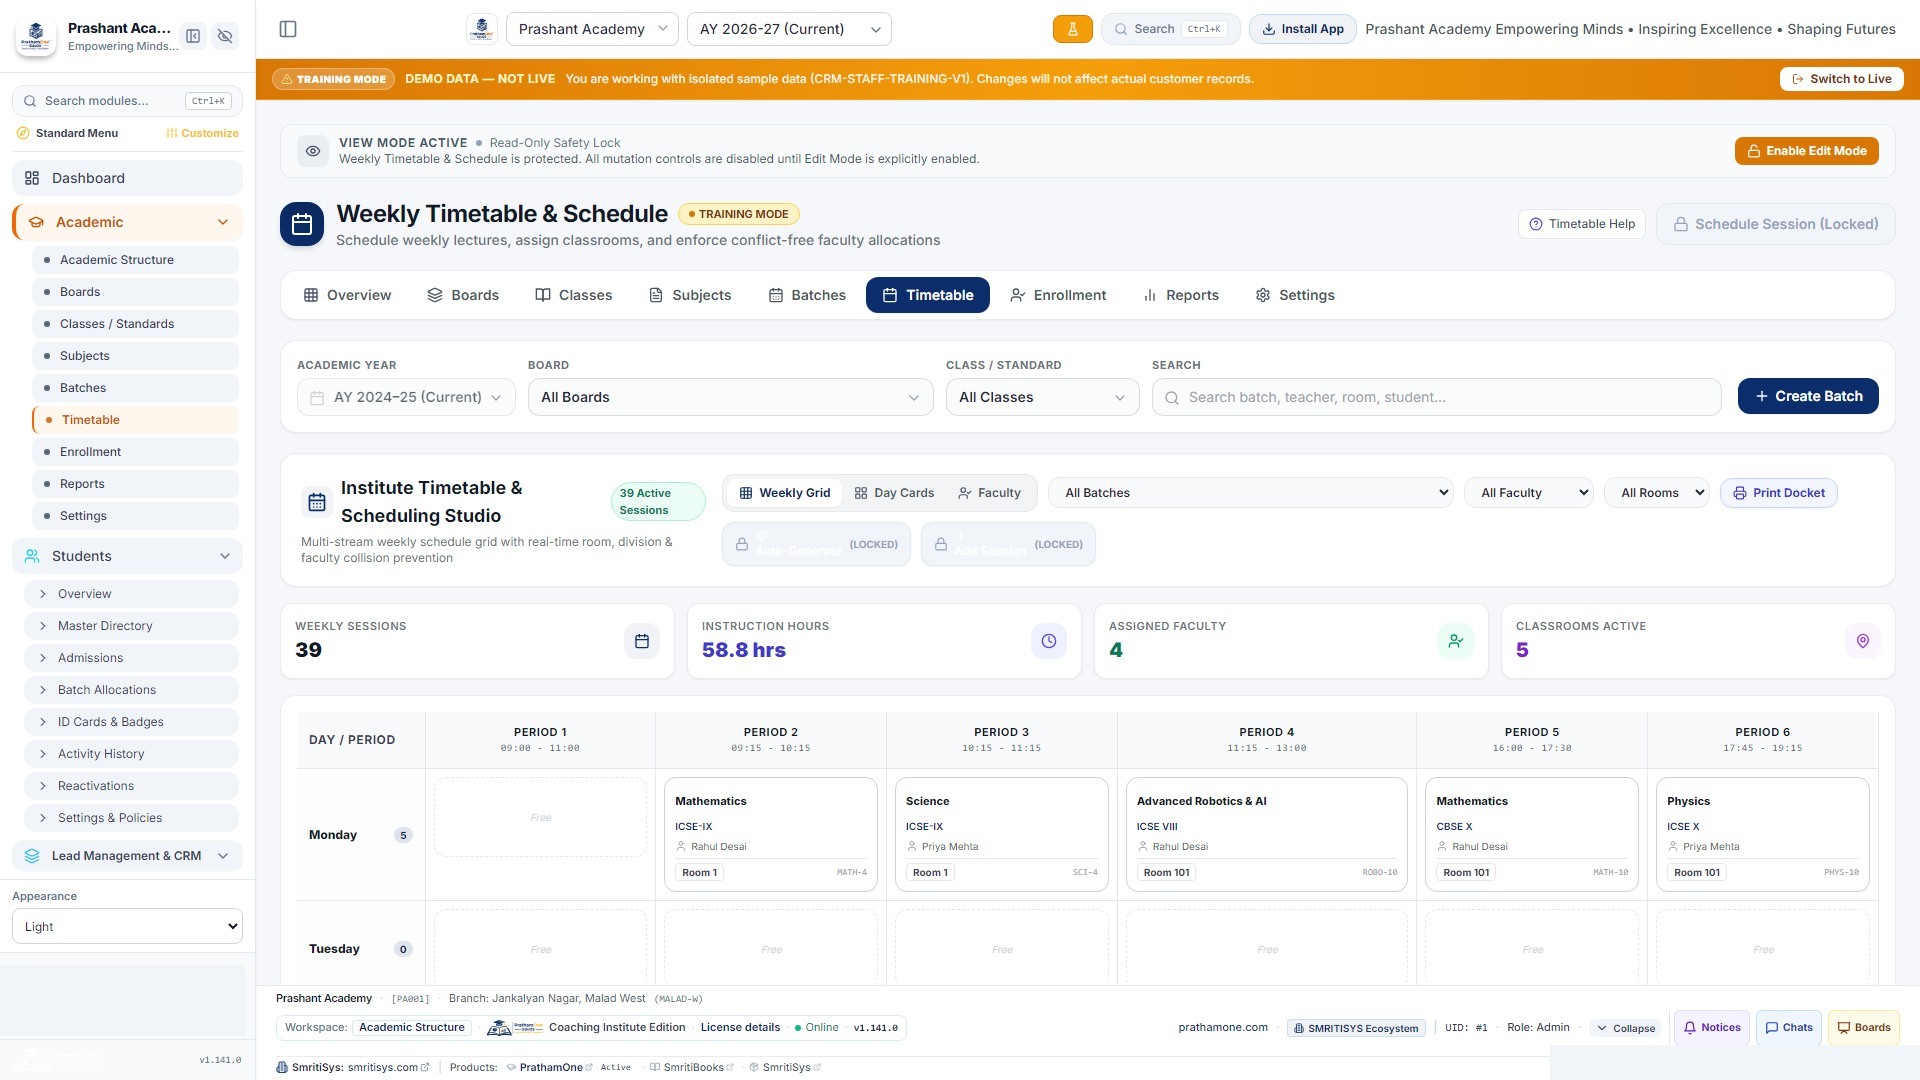 Prashant Aca...
Empowering Minds...
Search modules...
Ctrl+K
Standard Menu
Customize
Dashboard
Academic
Academic Structure
Boards
Classes / Standards
Subjects
Batches
Timetable
Enrollment
Reports
Settings
Students
Overview
Master Directory
Admissions
Batch Allocations
ID Cards & Badges
Activity History
Reactivations
Settings & Policies
Lead Management & CRM
Appearance
Light
v1.141.0
Prashant Academy
AY 2026-27 (Current)
Search
Ctrl+K
Install App
Prashant Academy Empowering Minds • Inspiring Excellence • Shaping Futures
TRAINING MODE
DEMO DATA — NOT LIVE
You are working with isolated sample data (CRM-STAFF-TRAINING-V1). Changes will not affect actual customer records.
Switch to Live
VIEW MODE ACTIVE • Read-Only Safety Lock
Weekly Timetable & Schedule is protected. All mutation controls are disabled until Edit Mode is explicitly enabled.
Enable Edit Mode
Weekly Timetable & Schedule
TRAINING MODE
Schedule weekly lectures, assign classrooms, and enforce conflict-free faculty allocations
Timetable Help
Schedule Session (Locked)
Overview
Boards
Classes
Subjects
Batches
Timetable
Enrollment
Reports
Settings
ACADEMIC YEAR
AY 2024–25 (Current)
BOARD
All Boards
CLASS / STANDARD
All Classes
SEARCH
Search batch, teacher, room, student...
+ Create Batch
Institute Timetable &
Scheduling Studio
39 Active
Sessions
Multi-stream weekly schedule grid with real-time room, division &
faculty collision prevention
Weekly Grid
Day Cards
Faculty
All Batches
All Faculty
All Rooms
Print Docket
Auto-Generate (LOCKED)
Add Session (LOCKED)
WEEKLY SESSIONS
39
INSTRUCTION HOURS
58.8 hrs
ASSIGNED FACULTY
4
CLASSROOMS ACTIVE
5
DAY / PERIOD
PERIOD 1
09:00 - 11:00
PERIOD 2
09:15 - 10:15
PERIOD 3
10:15 - 11:15
PERIOD 4
11:15 - 13:00
PERIOD 5
16:00 - 17:30
PERIOD 6
17:45 - 19:15
Monday
5
Free
Mathematics
ICSE-IX
Rahul Desai
Room 1
MATH-4
Science
ICSE-IX
Priya Mehta
Room 1
SCI-4
Advanced Robotics & AI
ICSE VIII
Rahul Desai
Room 101
ROBO-10
Mathematics
CBSE X
Rahul Desai
Room 101
MATH-10
Physics
ICSE X
Priya Mehta
Room 101
PHYS-10
Tuesday
0
Free
Free
Free
Free
Free
Free
Prashant Academy · [PA001] · Branch: Jankalyan Nagar, Malad West (MALAD-W)
Workspace: Academic Structure · Coaching Institute Edition · License details · Online · v1.141.0
prathamone.com · SMRITISYS Ecosystem | UID: #1 · Role: Admin · Collapse
Notices
Chats
Boards
SmritiSys: smritisys.com | Products: PrathamOne Active · SmritiBooks · SmritiSys